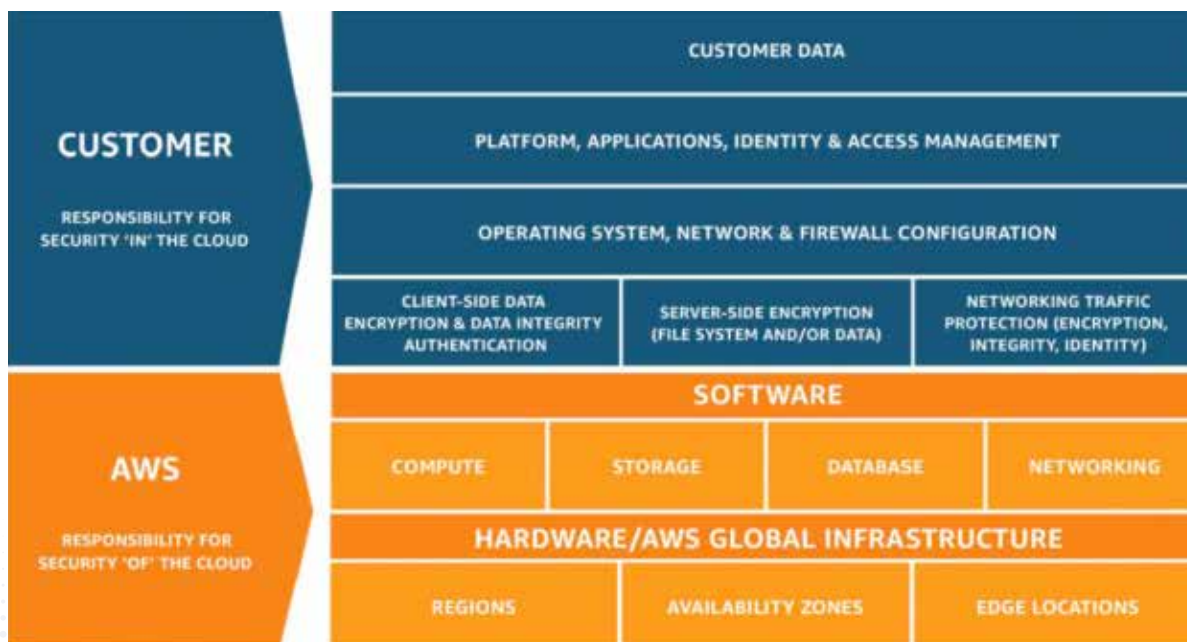 CUSTOMER
RESPONSIBILITY FOR
SECURITY 'IN' THE CLOUD
CUSTOMER DATA
PLATFORM, APPLICATIONS, IDENTITY & ACCESS MANAGEMENT
OPERATING SYSTEM, NETWORK & FIREWALL CONFIGURATION
CLIENT-SIDE DATA
ENCRYPTION & DATA INTEGRITY
AUTHENTICATION
SERVER-SIDE ENCRYPTION
(FILE SYSTEM AND/OR DATA)
NETWORKING TRAFFIC
PROTECTION (ENCRYPTION,
INTEGRITY, IDENTITY)
AWS
RESPONSIBILITY FOR
SECURITY 'OF' THE CLOUD
SOFTWARE
COMPUTE
STORAGE
DATABASE
NETWORKING
HARDWARE/AWS GLOBAL INFRASTRUCTURE
REGIONS
AVAILABILITY ZONES
EDGE LOCATIONS